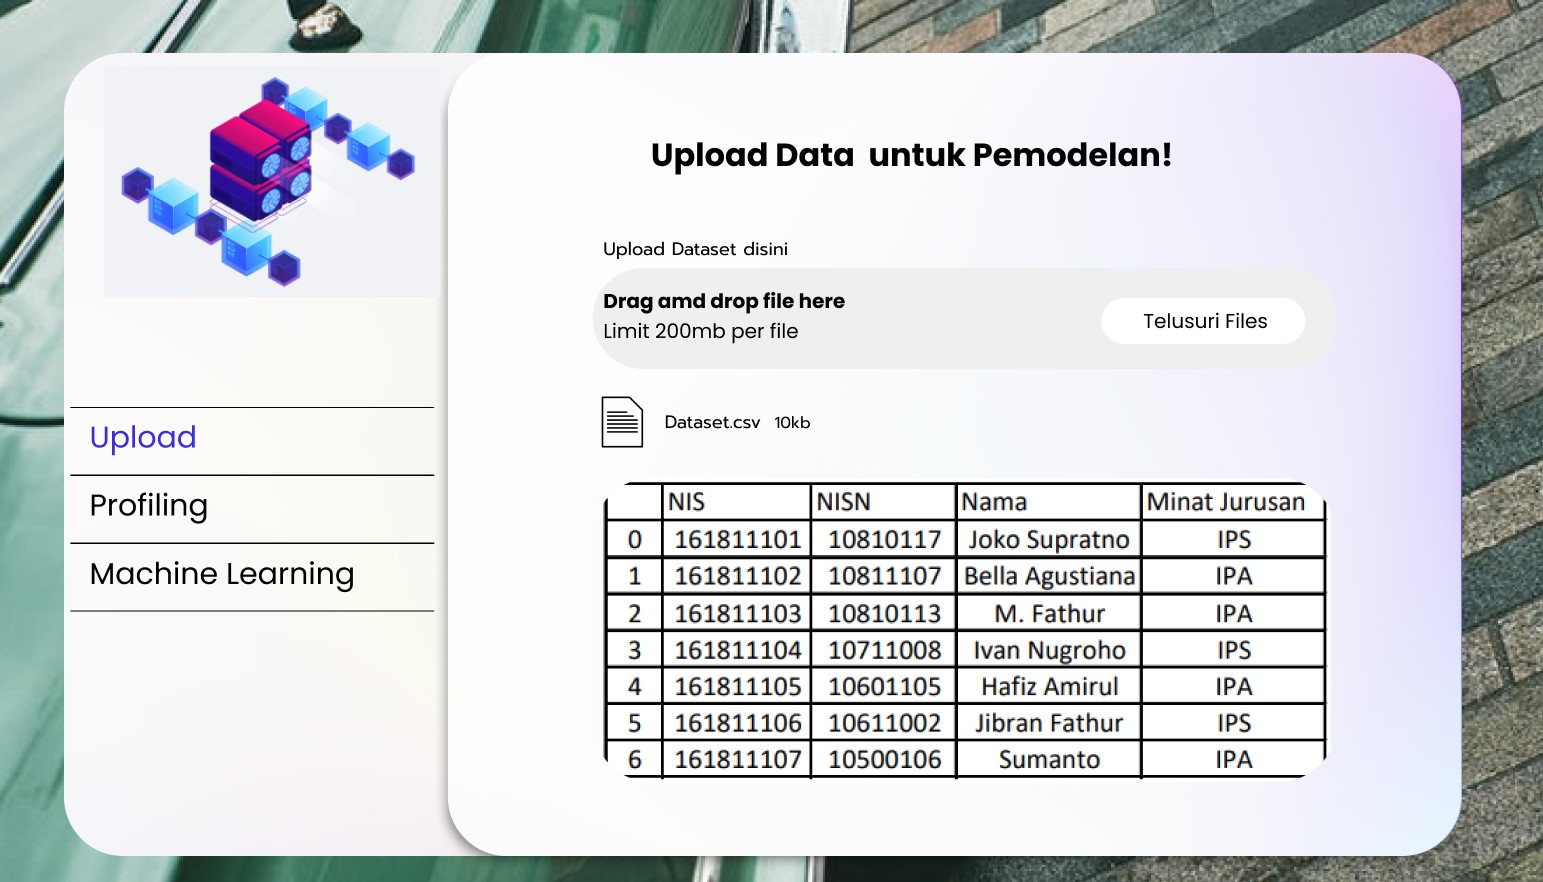 Upload
Profiling
Machine Learning
Upload Data untuk Pemodelan!
Upload Dataset disini
Drag amd drop file here
Limit 200mb per file
Telusuri Files
Dataset.csv 10kb
NIS NISN Nama Minat Jurusan
0 161811101 10810117 Joko Supratno IPS
1 161811102 10811107 Bella Agustiana IPA
2 161811103 10810113 M. Fathur IPA
3 161811104 10711008 Ivan Nugroho IPS
4 161811105 10601105 Hafiz Amirul IPA
5 161811106 10611002 Jibran Fathur IPS
6 161811107 10500106 Sumanto IPA